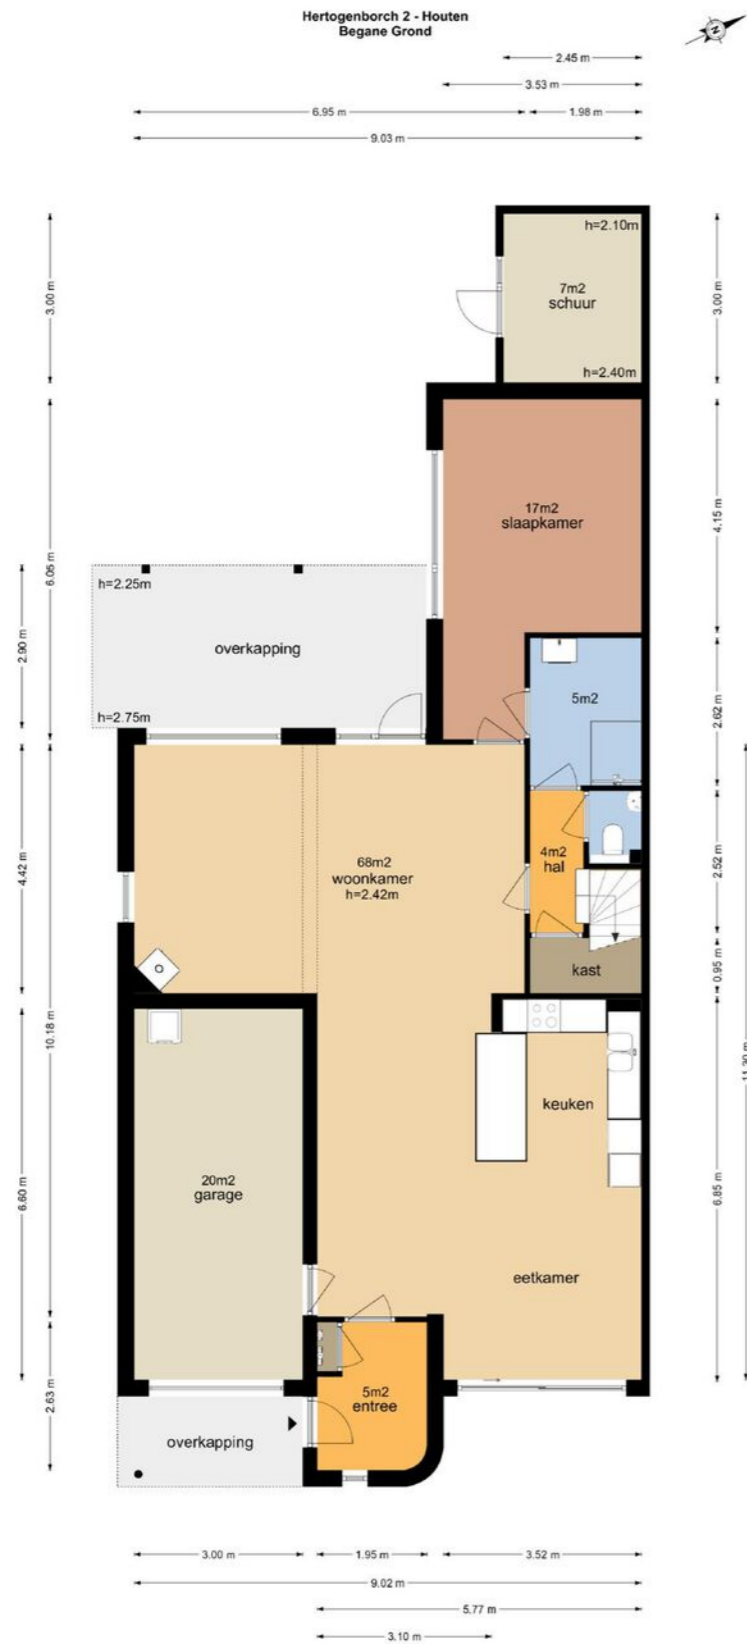 Hertogenborch 2 - Houten
Begane Grond
N
2.45 m
3.53 m
6.95 m
1.98 m
9.03 m
h=2.10m
7m2
schuur
h=2.40m
3.00 m
3.00 m
17m2
slaapkamer
4.15 m
6.05 m
h=2.25m
overkapping
h=2.75m
2.90 m
5m2
2.62 m
68m2
woonkamer
h=2.42m
4m2
hal
4.42 m
2.52 m
kast
0.95 m
10.18 m
11.20 m
keuken
20m2
garage
6.60 m
6.85 m
eetkamer
5m2
entree
overkapping
2.63 m
3.00 m
1.95 m
3.52 m
9.02 m
5.77 m
3.10 m